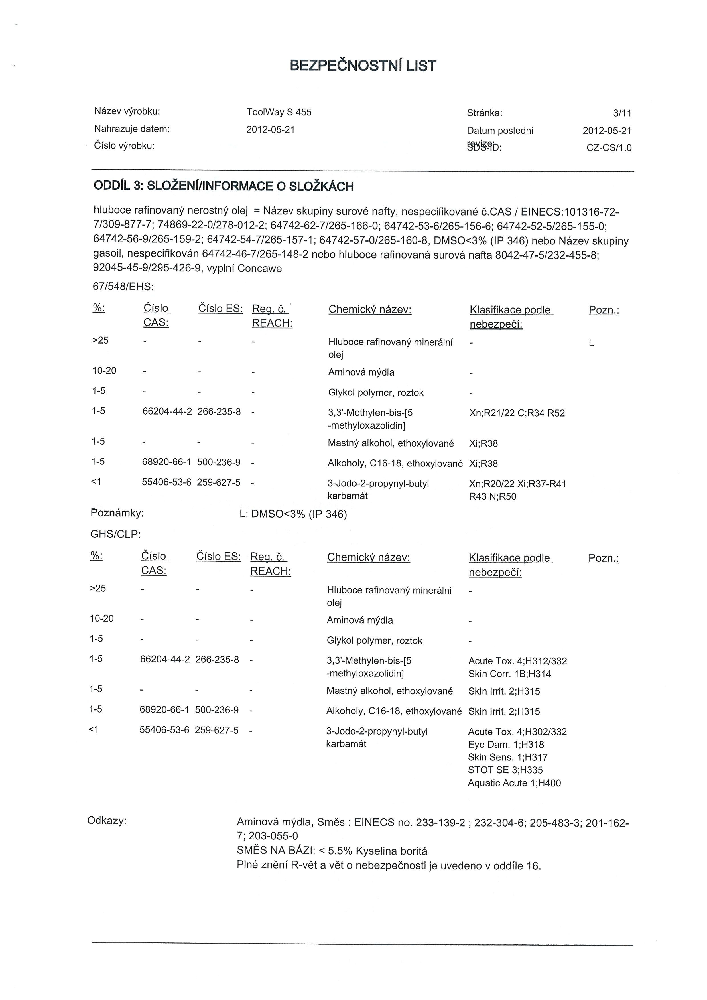 BEZPEČNOSTNÍ LIST
Název výrobku: ToolWay S 455 Stránka: 3/11
Nahrazuje datem: 2012-05-21 Datum poslední revize: 2012-05-21
Číslo výrobku: SDS-ID: CZ-CS/1.0
ODDÍL 3: SLOŽENÍ/INFORMACE O SLOŽKÁCH
hluboce rafinovaný nerostný olej = Název skupiny surové nafty, nespecifikované č.CAS / EINECS:101316-72-
7/309-877-7; 74869-22-0/278-012-2; 64742-62-7/265-166-0; 64742-53-6/265-156-6; 64742-52-5/265-155-0;
64742-56-9/265-159-2; 64742-54-7/265-157-1; 64742-57-0/265-160-8, DMSO<3% (IP 346) nebo Název skupiny
gasoil, nespecifikován 64742-46-7/265-148-2 nebo hluboce rafinovaná surová nafta 8042-47-5/232-455-8;
92045-45-9/295-426-9, vyplní Concawe
67/548/EHS:
%: Číslo Číslo ES: Reg. č. Chemický název: Klasifikace podle Pozn.:
CAS: REACH: nebezpečí:
>25 - - - Hluboce rafinovaný minerální - L
olej
10-20 - - - Aminová mýdla -
1-5 - - - Glykol polymer, roztok -
1-5 66204-44-2 266-235-8 - 3,3'-Methylen-bis-[5 Xn;R21/22 C;R34 R52
-methyloxazolidin]
1-5 - - - Mastný alkohol, ethoxylované Xi;R38
1-5 68920-66-1 500-236-9 - Alkoholy, C16-18, ethoxylované Xi;R38
<1 55406-53-6 259-627-5 - 3-Jodo-2-propynyl-butyl Xn;R20/22 Xi;R37-R41
karbamát R43 N;R50
Poznámky: L: DMSO<3% (IP 346)
GHS/CLP:
%: Číslo Číslo ES: Reg. č. Chemický název: Klasifikace podle Pozn.:
CAS: REACH: nebezpečí:
>25 - - - Hluboce rafinovaný minerální -
olej
10-20 - - - Aminová mýdla -
1-5 - - - Glykol polymer, roztok -
1-5 66204-44-2 266-235-8 - 3,3'-Methylen-bis-[5 Acute Tox. 4;H312/332
-methyloxazolidin] Skin Corr. 1B;H314
1-5 - - - Mastný alkohol, ethoxylované Skin Irrit. 2;H315
1-5 68920-66-1 500-236-9 - Alkoholy, C16-18, ethoxylované Skin Irrit. 2;H315
<1 55406-53-6 259-627-5 - 3-Jodo-2-propynyl-butyl Acute Tox. 4;H302/332
karbamát Eye Dam. 1;H318
Skin Sens. 1;H317
STOT SE 3;H335
Aquatic Acute 1;H400
Odkazy: Aminová mýdla, Směs : EINECS no. 233-139-2 ; 232-304-6; 205-483-3; 201-162-
7; 203-055-0
SMĚS NA BÁZI: < 5.5% Kyselina boritá
Plné znění R-vět a vět o nebezpečnosti je uvedeno v oddíle 16.